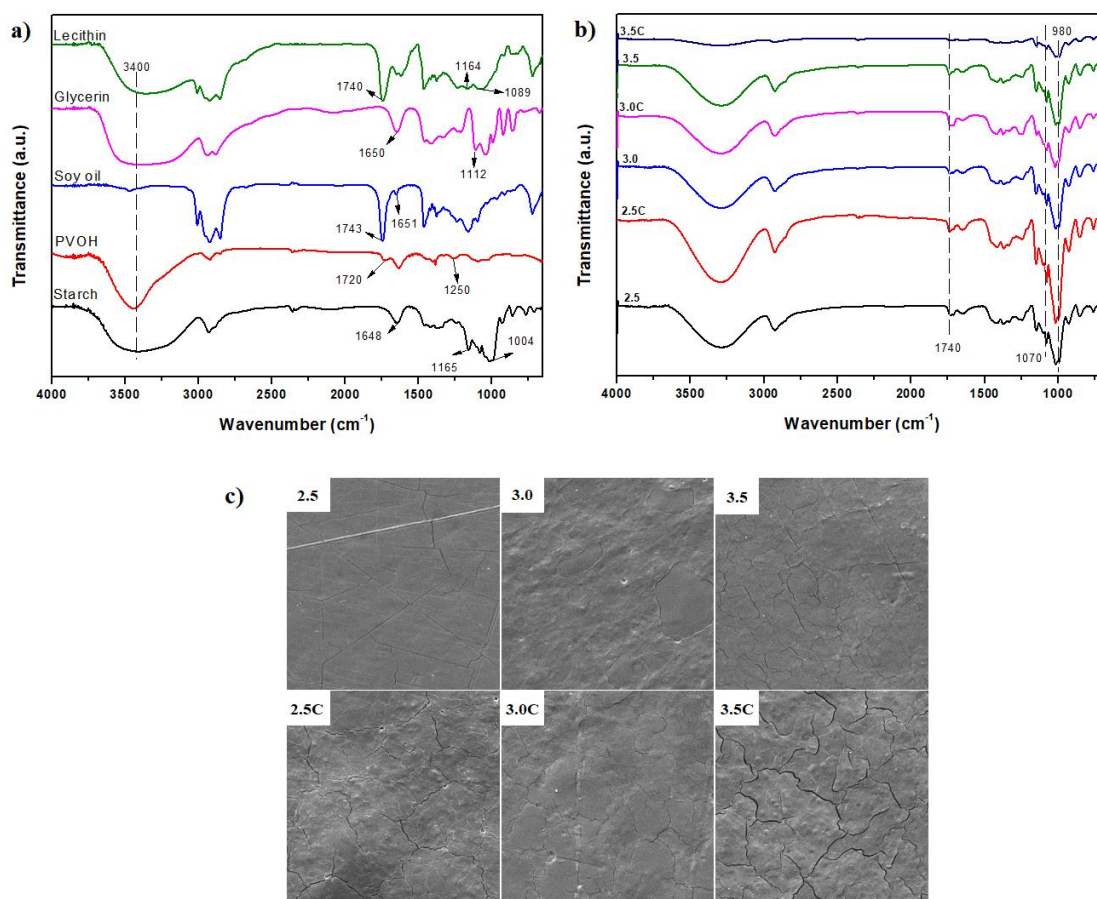 a)
Lecithin
3400
1740
1164
1089
Glycerin
1650
1112
Soy oil
1743
1651
PVOH
1720
1250
Starch
1648
1165
1004
Transmittance (a.u.)
4000 3500 3000 2500 2000 1500 1000
Wavenumber (cm⁻¹)
b)
3.5C
980
3.5
3.0C
3.0
2.5C
2.5
1740
1070
Transmittance (a.u.)
4000 3500 3000 2500 2000 1500 1000
Wavenumber (cm⁻¹)
c)
2.5 3.0 3.5
2.5C 3.0C 3.5C